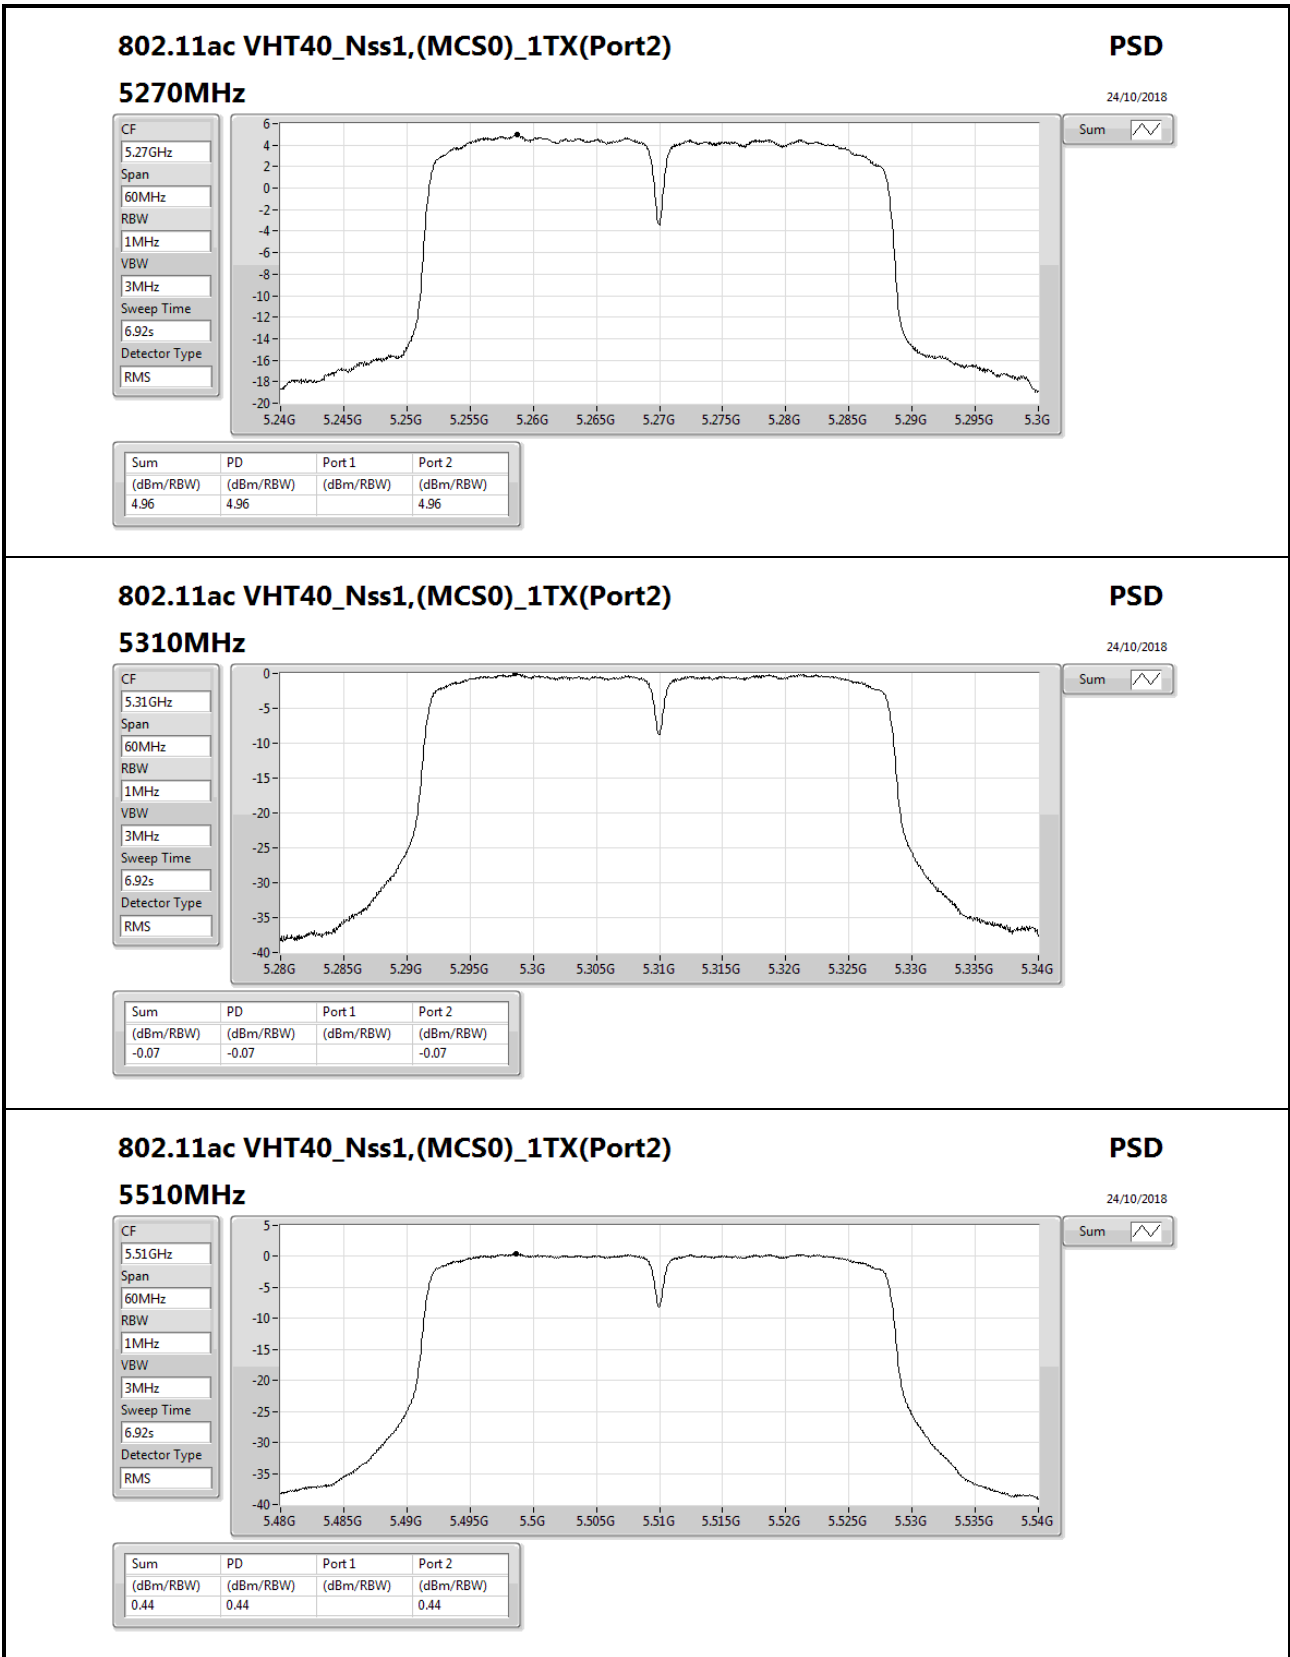 802.11ac VHT40_Nss1,(MCS0)_1TX(Port2) PSD
5270MHz 24/10/2018
CF
5.27GHz
Span
60MHz
RBW
1MHz
VBW
3MHz
Sweep Time
6.92s
Detector Type
RMS
6
4
2
0
-2
-4
-6
-8
-10
-12
-14
-16
-18
-20
5.24G 5.245G 5.25G 5.255G 5.26G 5.265G 5.27G 5.275G 5.28G 5.285G 5.29G 5.295G 5.3G
Sum
Sum PD Port 1 Port 2
(dBm/RBW) (dBm/RBW) (dBm/RBW) (dBm/RBW)
4.96 4.96 4.96
802.11ac VHT40_Nss1,(MCS0)_1TX(Port2) PSD
5310MHz 24/10/2018
CF
5.31GHz
Span
60MHz
RBW
1MHz
VBW
3MHz
Sweep Time
6.92s
Detector Type
RMS
0
-5
-10
-15
-20
-25
-30
-35
-40
5.28G 5.285G 5.29G 5.295G 5.3G 5.305G 5.31G 5.315G 5.32G 5.325G 5.33G 5.335G 5.34G
Sum
Sum PD Port 1 Port 2
(dBm/RBW) (dBm/RBW) (dBm/RBW) (dBm/RBW)
-0.07 -0.07 -0.07
802.11ac VHT40_Nss1,(MCS0)_1TX(Port2) PSD
5510MHz 24/10/2018
CF
5.51GHz
Span
60MHz
RBW
1MHz
VBW
3MHz
Sweep Time
6.92s
Detector Type
RMS
5
0
-5
-10
-15
-20
-25
-30
-35
-40
5.48G 5.485G 5.49G 5.495G 5.5G 5.505G 5.51G 5.515G 5.52G 5.525G 5.53G 5.535G 5.54G
Sum
Sum PD Port 1 Port 2
(dBm/RBW) (dBm/RBW) (dBm/RBW) (dBm/RBW)
0.44 0.44 0.44